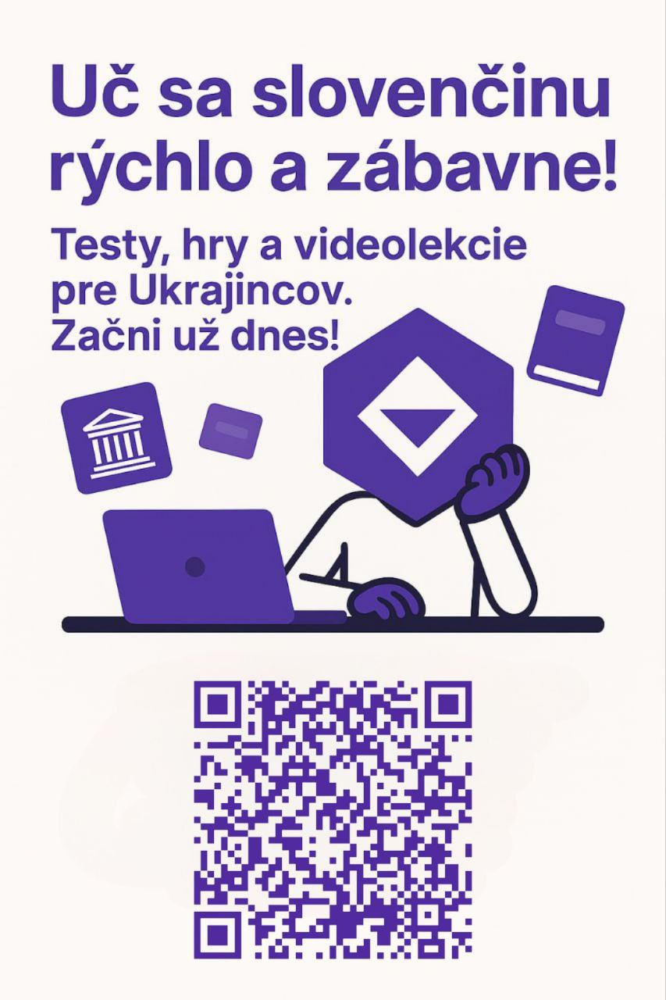 Uč sa slovenčinu
rýchlo a zábavne!
Testy, hry a videolekcie
pre Ukrajincov.
Začni už dnes!